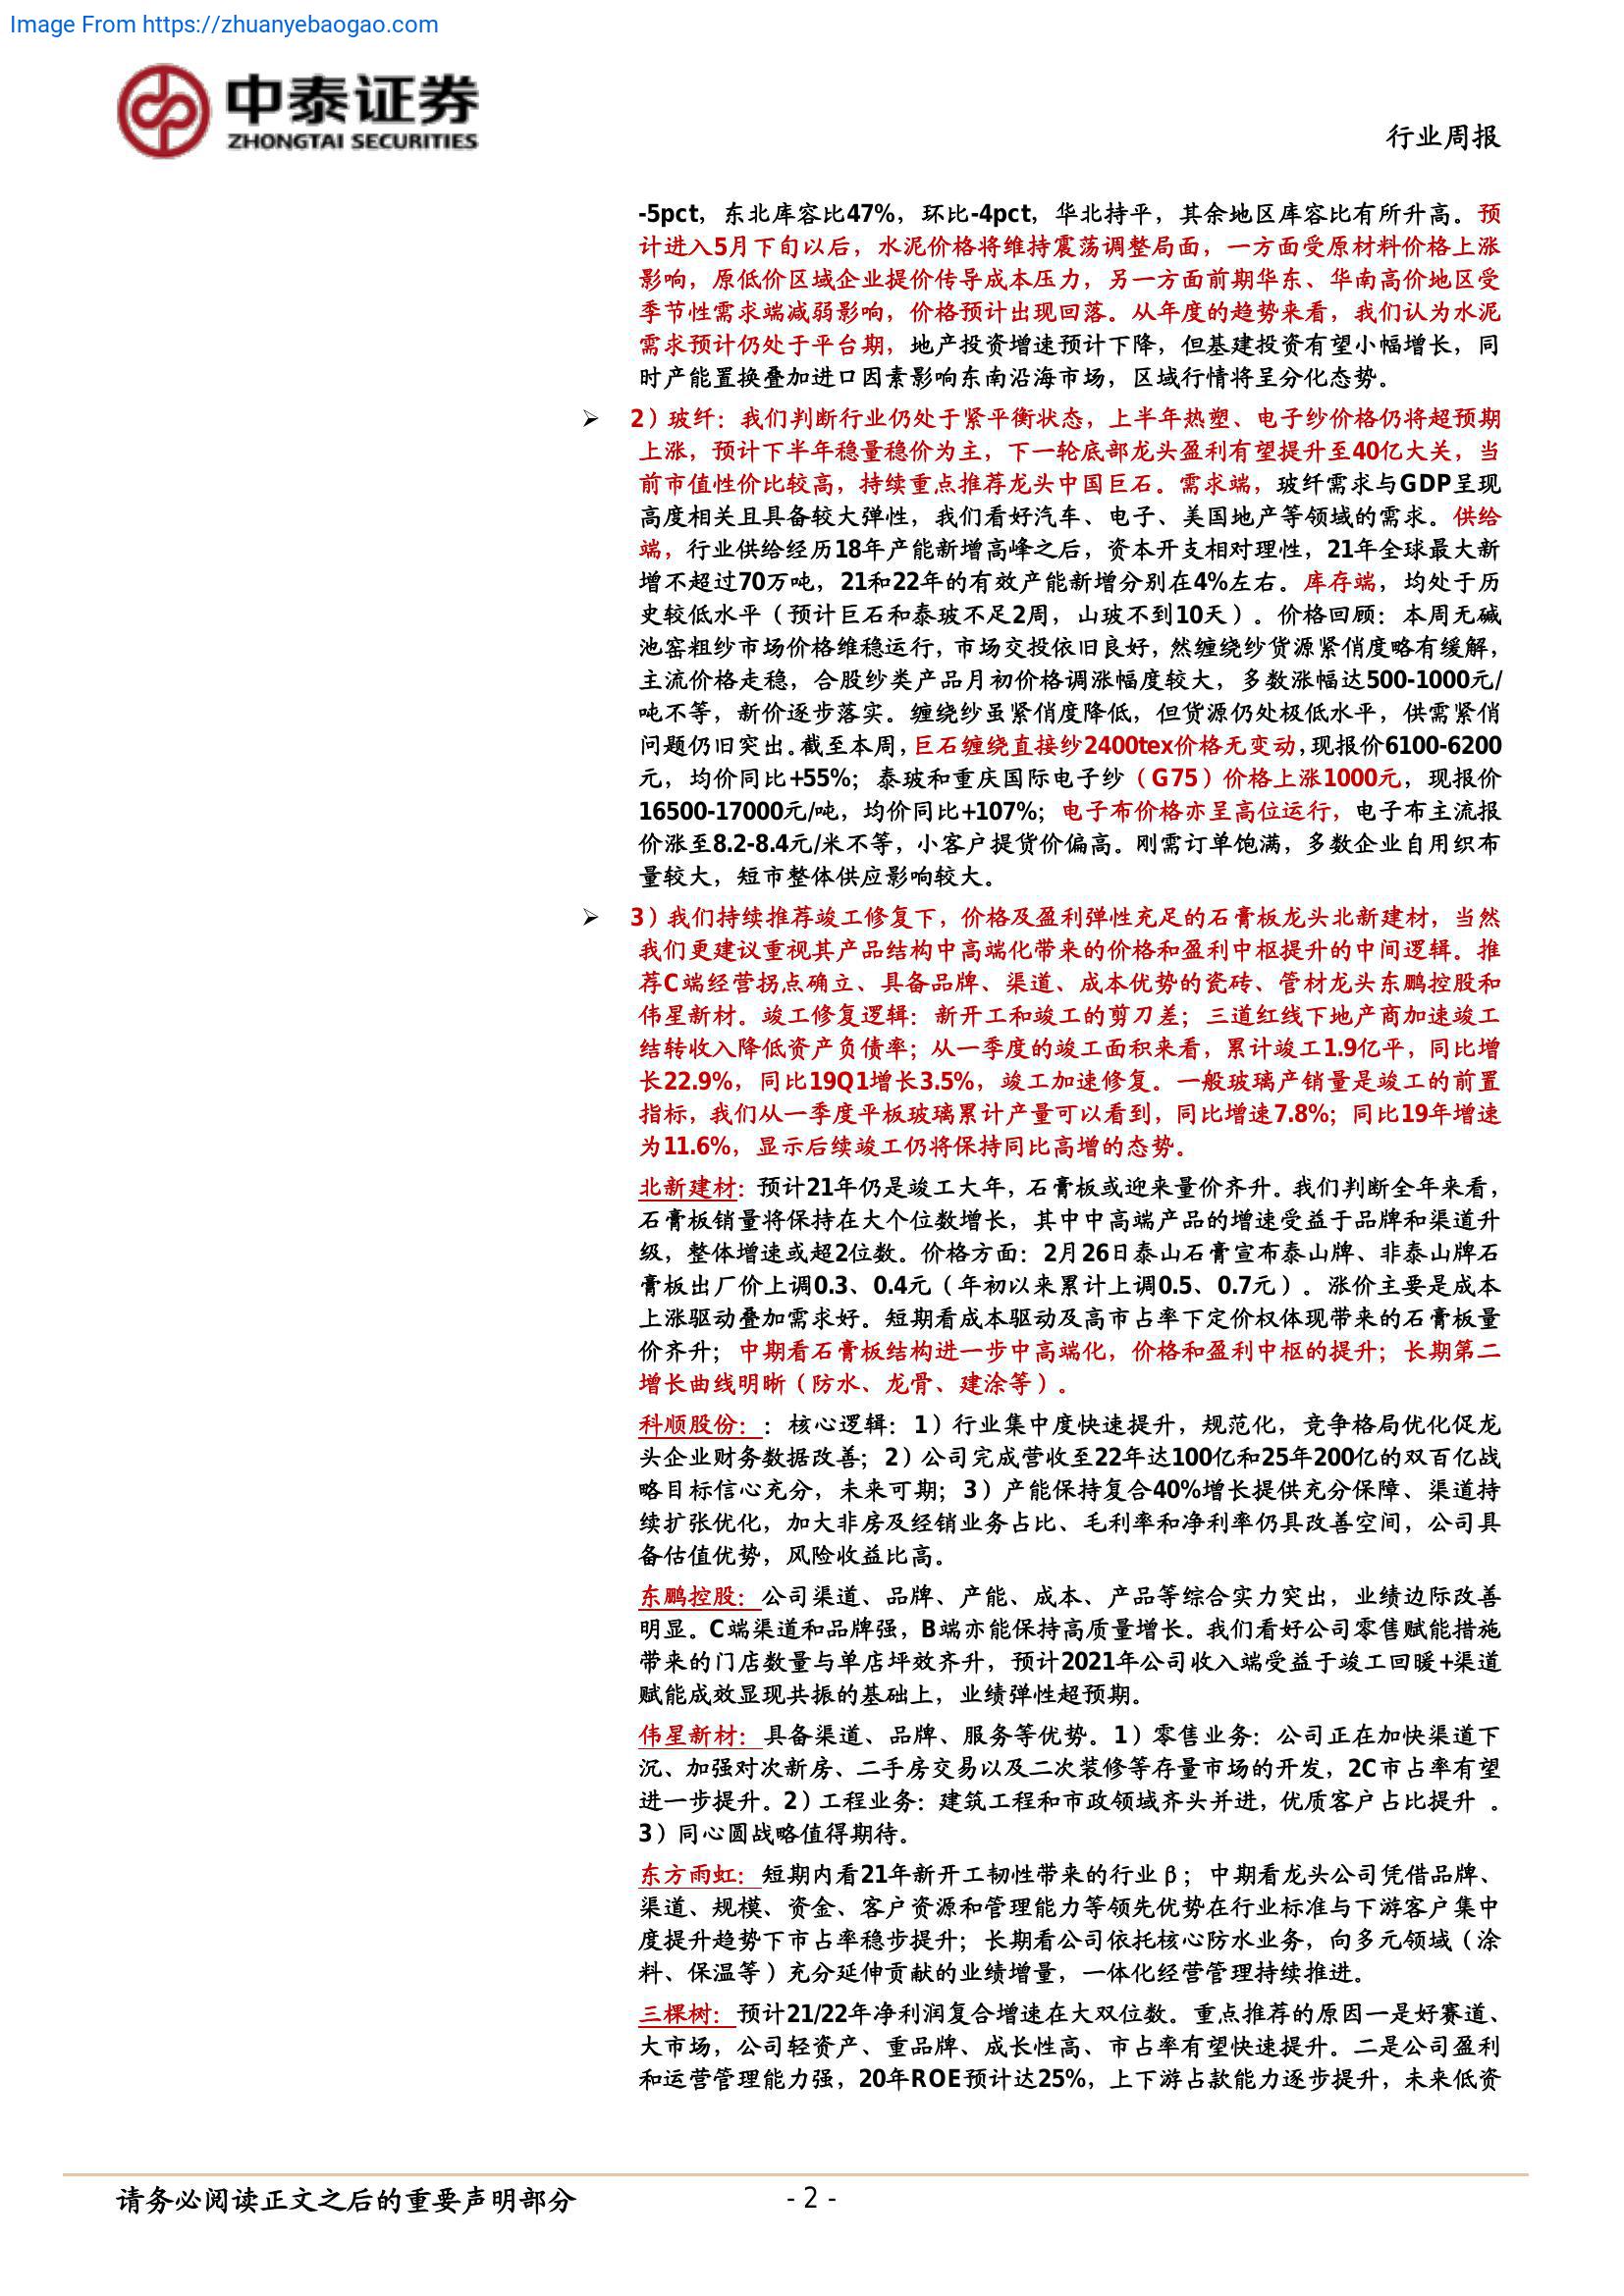 Image From https://zhuanyebaogao.com
中泰证券
ZHONGTAI SECURITIES
行业周报
-5pct，东北库容比47%，环比-4pct，华北持平，其余地区库容比有所升高。预
计进入5月下旬以后，水泥价格将维持震荡调整局面，一方面受原材料价格上涨
影响，原低价区域企业提价传导成本压力，另一方面前期华东、华南高价地区受
季节性需求端减弱影响，价格预计出现回落。从年度的趋势来看，我们认为水泥
需求预计仍处于平台期，地产投资增速预计下降，但基建投资有望小幅增长，同
时产能置换叠加进口因素影响东南沿海市场，区域行情将呈分化态势。
➢ 2）玻纤：我们判断行业仍处于紧平衡状态，上半年热塑、电子纱价格仍将超预期
上涨，预计下半年稳量稳价为主，下一轮底部龙头盈利有望提升至40亿大关，当
前市值性价比较高，持续重点推荐龙头中国巨石。需求端，玻纤需求与GDP呈现
高度相关且具备较大弹性，我们看好汽车、电子、美国地产等领域的需求。供给
端，行业供给经历18年产能新增高峰之后，资本开支相对理性，21年全球最大新
增不超过70万吨，21和22年的有效产能新增分别在4%左右。库存端，均处于历
史较低水平（预计巨石和泰玻不足2周，山玻不到10天）。价格回顾：本周无碱
池窑粗纱市场价格维稳运行，市场交投依旧良好，然缠绕纱货源紧俏度略有缓解，
主流价格走稳，合股纱类产品月初价格调涨幅度较大，多数涨幅达500-1000元/
吨不等，新价逐步落实。缠绕纱虽紧俏度降低，但货源仍处极低水平，供需紧俏
问题仍旧突出。截至本周，巨石缠绕直接纱2400tex价格无变动，现报价6100-6200
元，均价同比+55%；泰玻和重庆国际电子纱（G75）价格上涨1000元，现报价
16500-17000元/吨，均价同比+107%；电子布价格亦呈高位运行，电子布主流报
价涨至8.2-8.4元/米不等，小客户提货价偏高。刚需订单饱满，多数企业自用织布
量较大，短市整体供应影响较大。
➢ 3）我们持续推荐竣工修复下，价格及盈利弹性充足的石膏板龙头北新建材，当然
我们更建议重视其产品结构中高端化带来的价格和盈利中枢提升的中间逻辑。推
荐C端经营拐点确立、具备品牌、渠道、成本优势的瓷砖、管材龙头东鹏控股和
伟星新材。竣工修复逻辑：新开工和竣工的剪刀差；三道红线下地产商加速竣工
结转收入降低资产负债率；从一季度的竣工面积来看，累计竣工1.9亿平，同比增
长22.9%，同比19Q1增长3.5%，竣工加速修复。一般玻璃产销量是竣工的前置
指标，我们从一季度平板玻璃累计产量可以看到，同比增速7.8%；同比19年增速
为11.6%，显示后续竣工仍将保持同比高增的态势。
北新建材：预计21年仍是竣工大年，石膏板或迎来量价齐升。我们判断全年来看，
石膏板销量将保持在大个位数增长，其中中高端产品的增速受益于品牌和渠道升
级，整体增速或超2位数。价格方面：2月26日泰山石膏宣布泰山牌、非泰山牌石
膏板出厂价上调0.3、0.4元（年初以来累计上调0.5、0.7元）。涨价主要是成本
上涨驱动叠加需求好。短期看成本驱动及高市占率下定价权体现带来的石膏板量
价齐升；中期看石膏板结构进一步中高端化，价格和盈利中枢的提升；长期第二
增长曲线明晰（防水、龙骨、建涂等）。
科顺股份：：核心逻辑：1）行业集中度快速提升，规范化，竞争格局优化促龙
头企业财务数据改善；2）公司完成营收至22年达100亿和25年200亿的双百亿战
略目标信心充分，未来可期；3）产能保持复合40%增长提供充分保障、渠道持
续扩张优化，加大非房及经销业务占比、毛利率和净利率仍具改善空间，公司具
备估值优势，风险收益比高。
东鹏控股：公司渠道、品牌、产能、成本、产品等综合实力突出，业绩边际改善
明显。C端渠道和品牌强，B端亦能保持高质量增长。我们看好公司零售赋能措施
带来的门店数量与单店坪效齐升，预计2021年公司收入端受益于竣工回暖+渠道
赋能成效显现共振的基础上，业绩弹性超预期。
伟星新材：具备渠道、品牌、服务等优势。1）零售业务：公司正在加快渠道下
沉、加强对次新房、二手房交易以及二次装修等存量市场的开发，2C市占率有望
进一步提升。2）工程业务：建筑工程和市政领域齐头并进，优质客户占比提升 。
3）同心圆战略值得期待。
东方雨虹：短期内看21年新开工韧性带来的行业β；中期看龙头公司凭借品牌、
渠道、规模、资金、客户资源和管理能力等领先优势在行业标准与下游客户集中
度提升趋势下市占率稳步提升；长期看公司依托核心防水业务，向多元领域（涂
料、保温等）充分延伸贡献的业绩增量，一体化经营管理持续推进。
三棵树：预计21/22年净利润复合增速在大双位数。重点推荐的原因一是好赛道、
大市场，公司轻资产、重品牌、成长性高、市占率有望快速提升。二是公司盈利
和运营管理能力强，20年ROE预计达25%，上下游占款能力逐步提升，未来低资
请务必阅读正文之后的重要声明部分
- 2 -